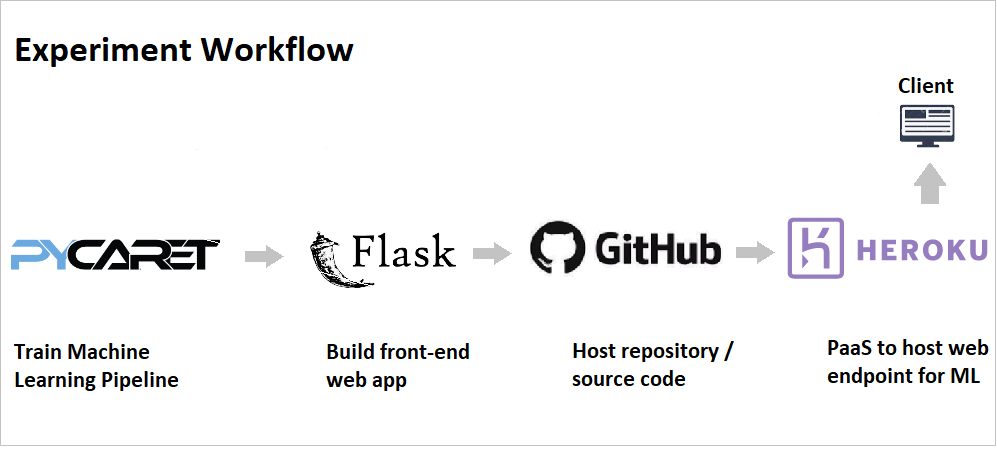 Experiment Workflow
Client
PYCARET
Flask
GitHub
HEROKU
Train Machine
Learning Pipeline
Build front-end
web app
Host repository /
source code
PaaS to host web
endpoint for ML